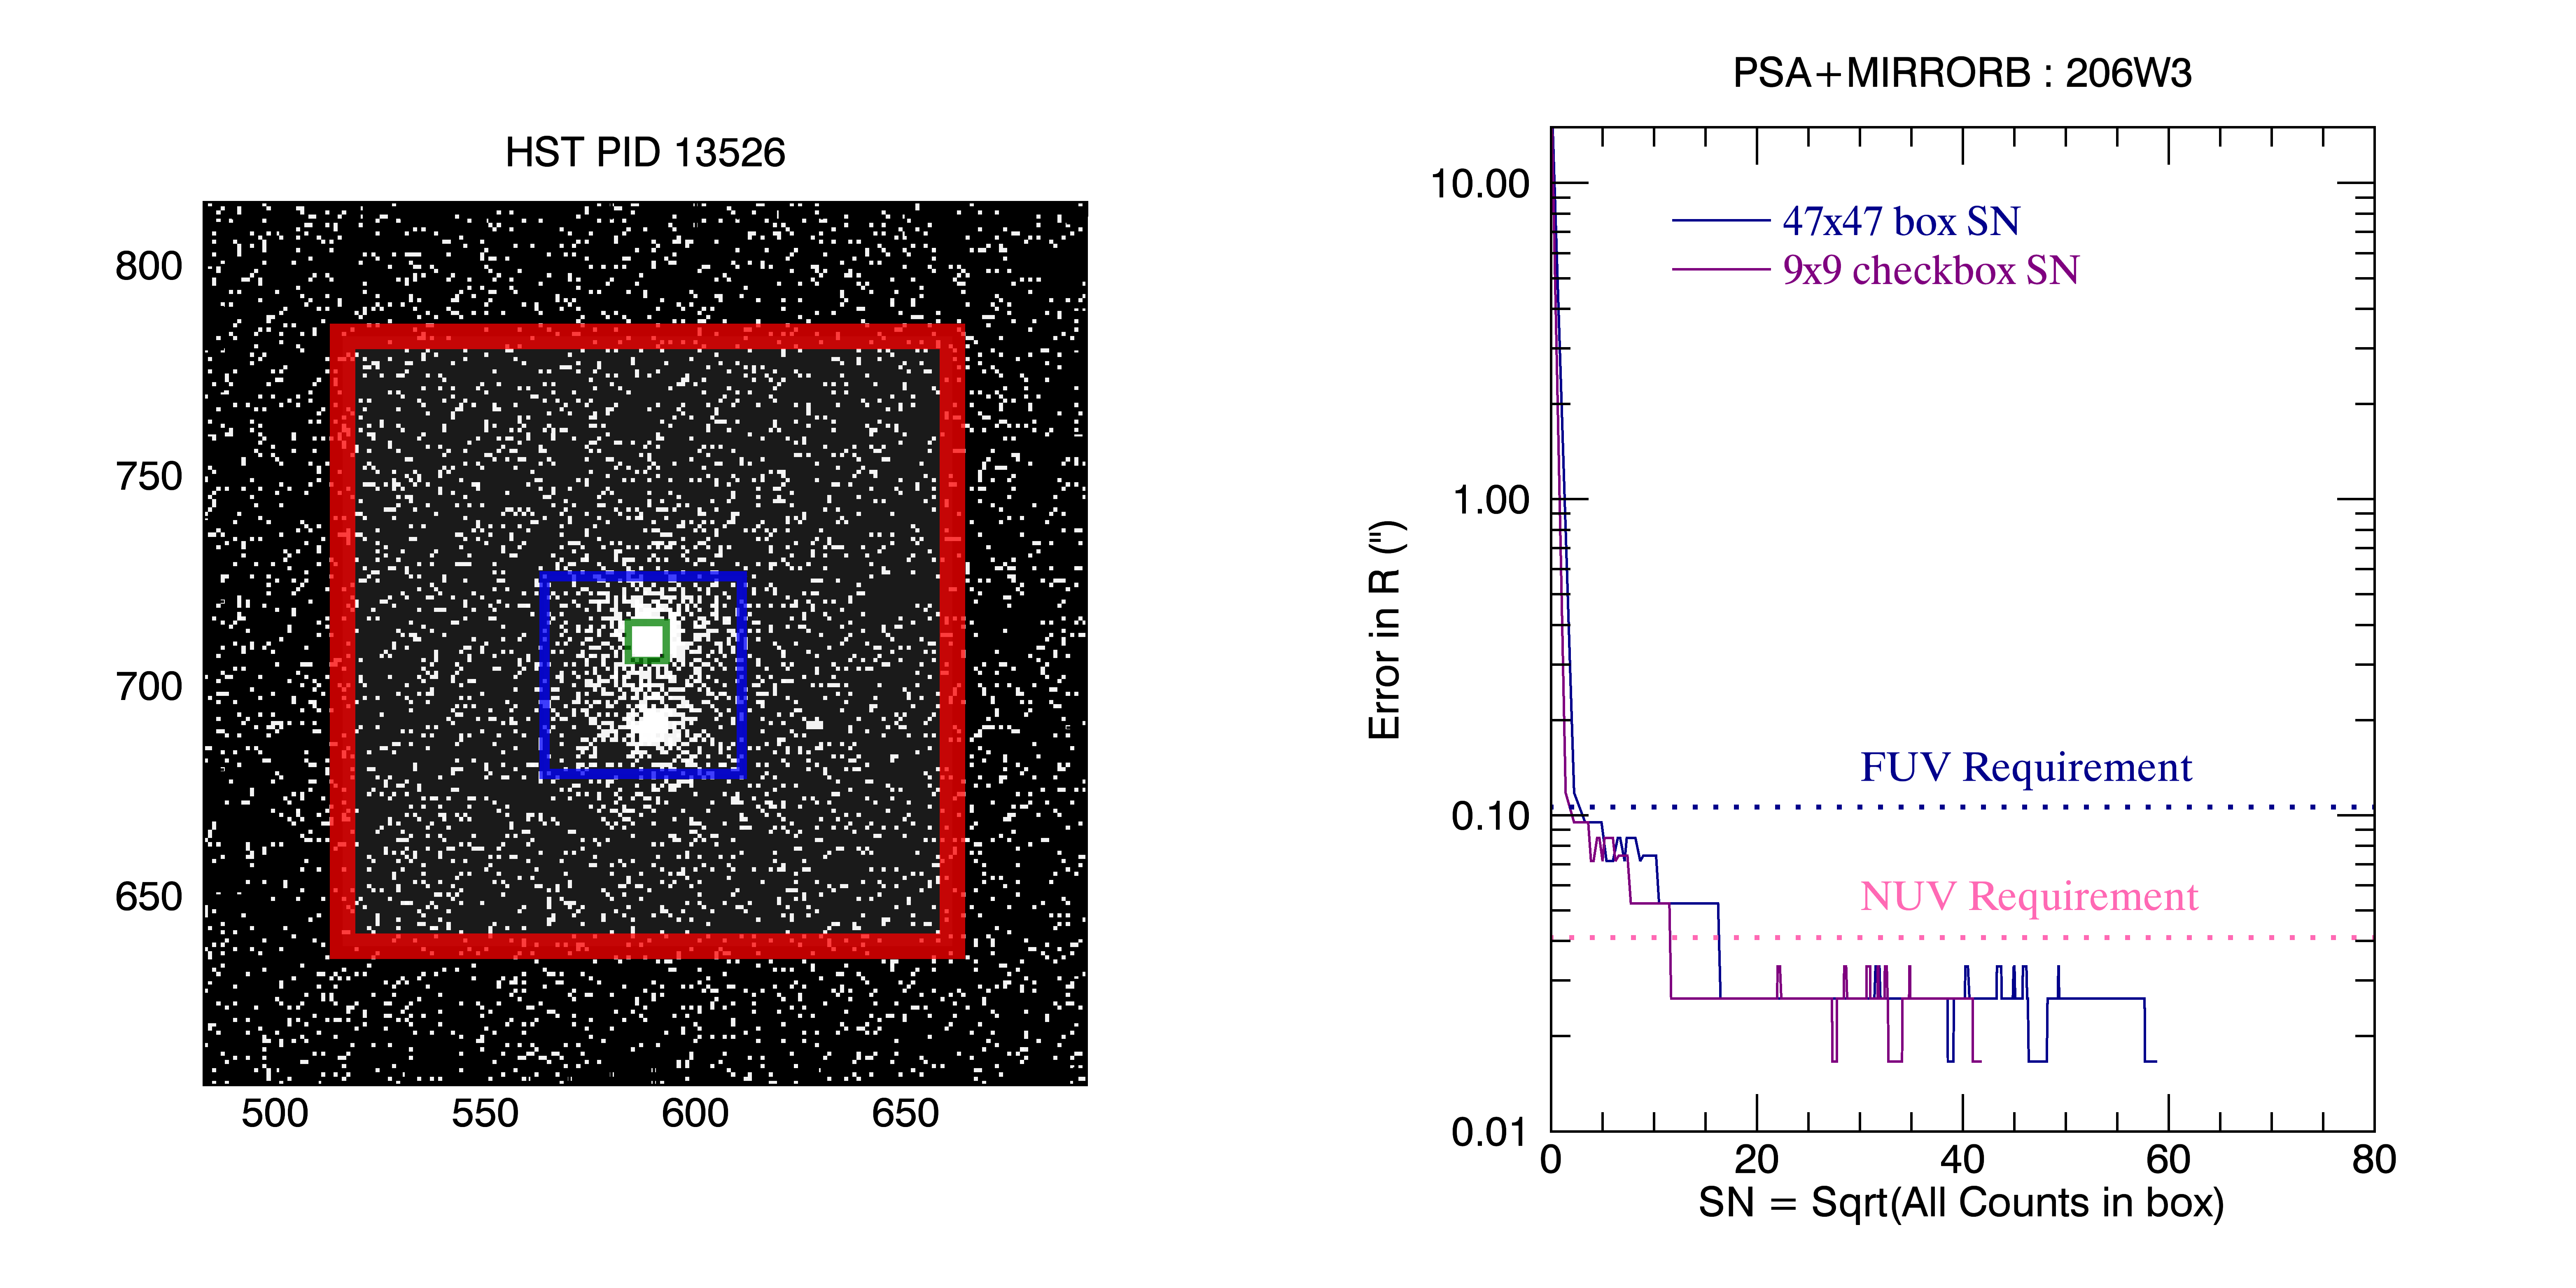 HST PID 13526
800
750
700
650
500 550 600 650
PSA+MIRRORB : 206W3
10.00
1.00
0.10
0.01
Error in R (")
47x47 box SN
9x9 checkbox SN
FUV Requirement
NUV Requirement
0 20 40 60 80
SN = Sqrt(All Counts in box)